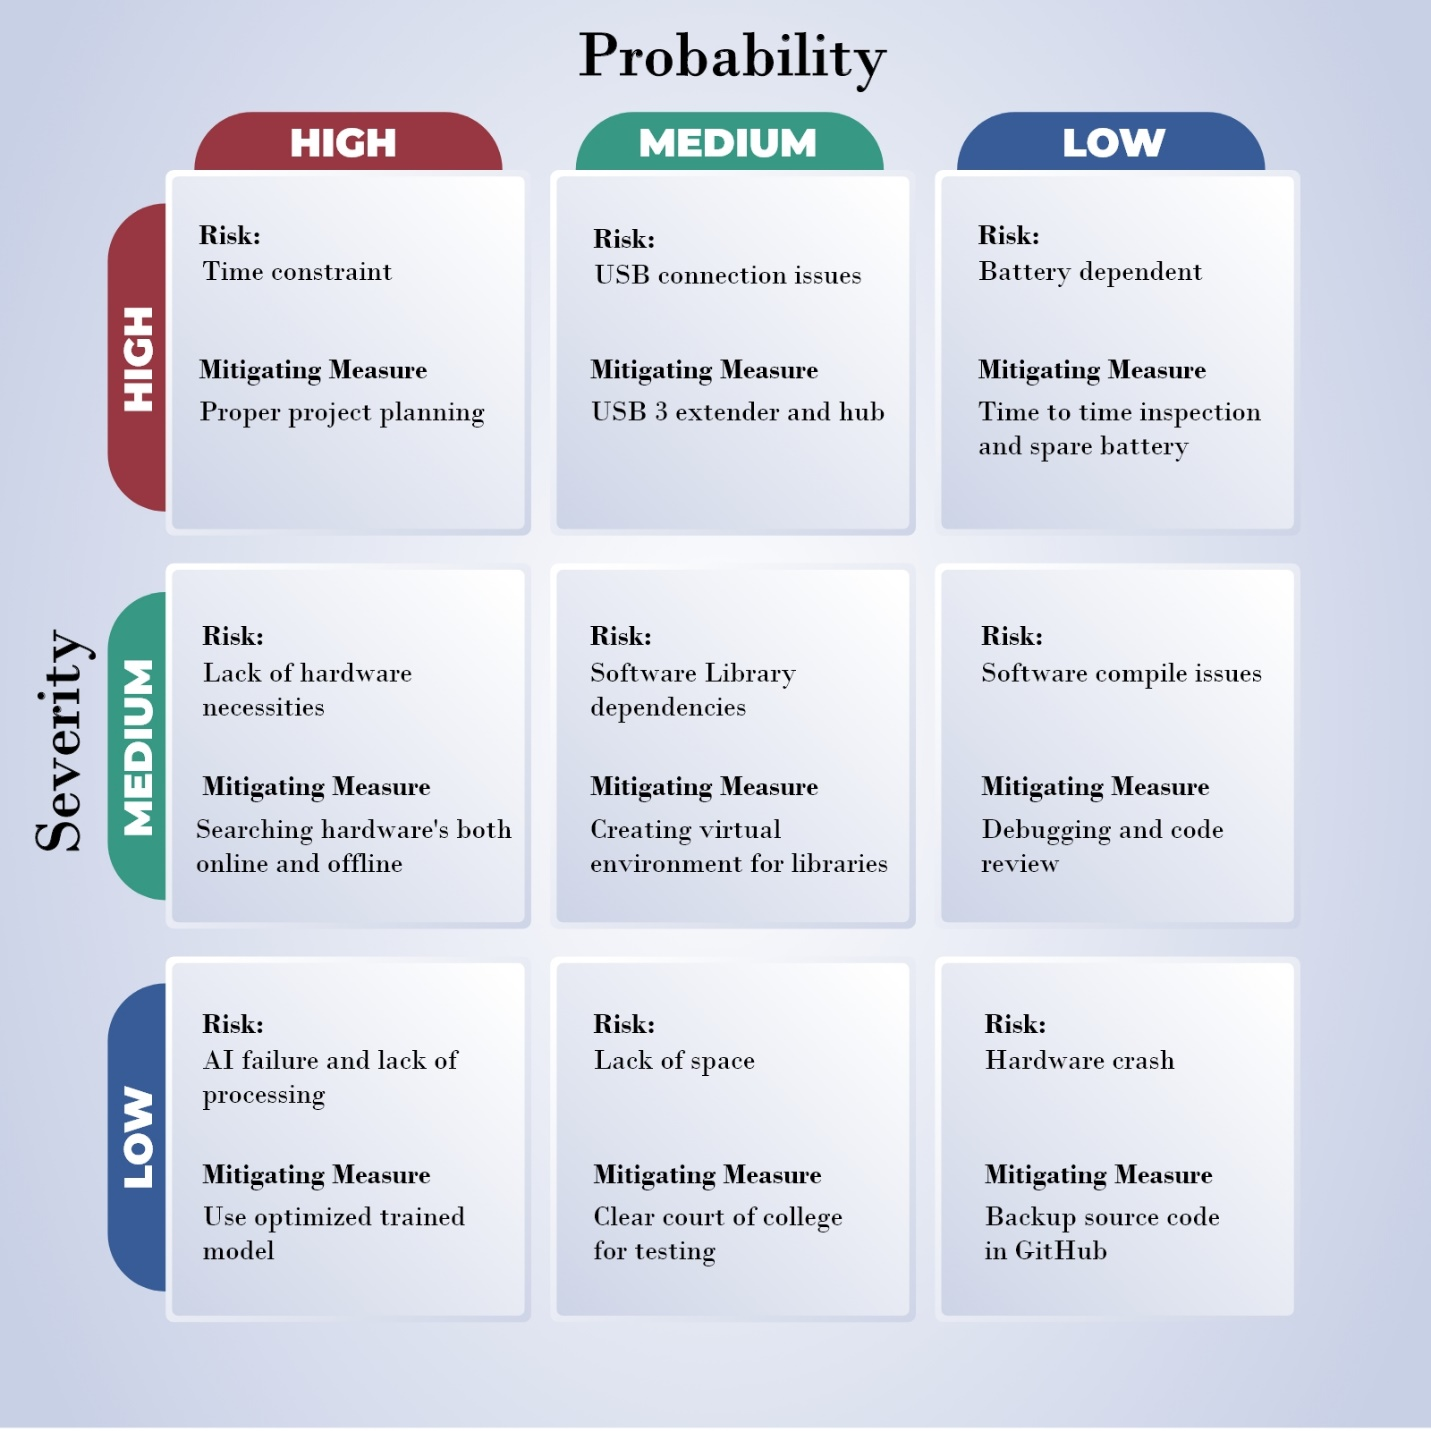 Probability
HIGH
MEDIUM
LOW
Severity
HIGH
Risk:
Time constraint
Mitigating Measure
Proper project planning
Risk:
USB connection issues
Mitigating Measure
USB 3 extender and hub
Risk:
Battery dependent
Mitigating Measure
Time to time inspection
and spare battery
MEDIUM
Risk:
Lack of hardware
necessities
Mitigating Measure
Searching hardware's both
online and offline
Risk:
Software Library
dependencies
Mitigating Measure
Creating virtual
environment for libraries
Risk:
Software compile issues
Mitigating Measure
Debugging and code
review
LOW
Risk:
AI failure and lack of
processing
Mitigating Measure
Use optimized trained
model
Risk:
Lack of space
Mitigating Measure
Clear court of college
for testing
Risk:
Hardware crash
Mitigating Measure
Backup source code
in GitHub